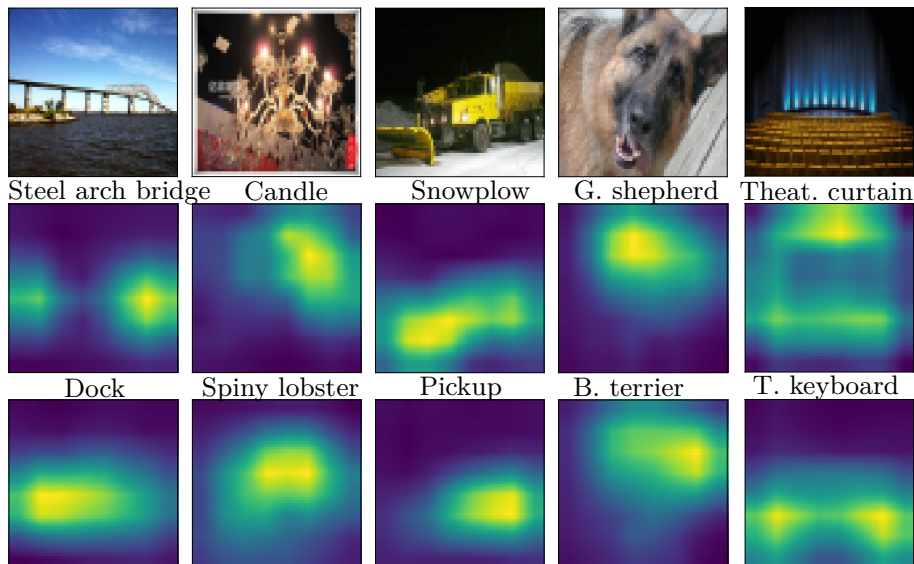 Steel arch bridge Candle Snowplow G. shepherd Theat. curtain
Dock Spiny lobster Pickup B. terrier T. keyboard